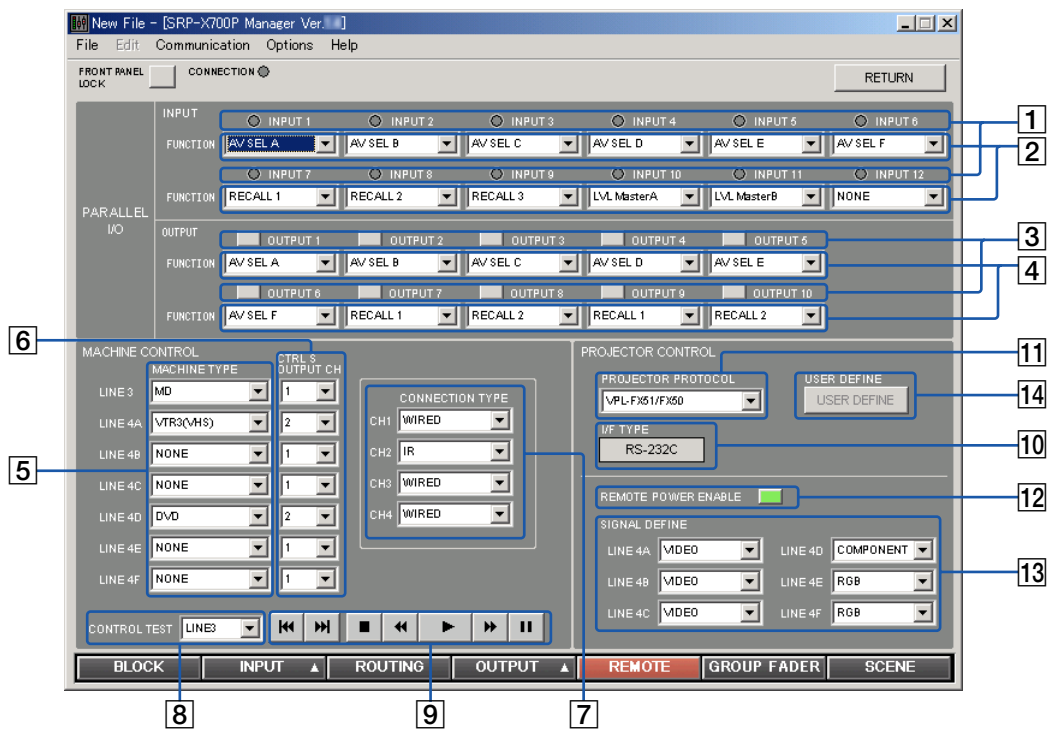 New File - [SRP-X700P Manager Ver. ]
File Edit Communication Options Help
FRONT PANEL LOCK CONNECTION RETURN
PARALLEL I/O
INPUT
INPUT 1 INPUT 2 INPUT 3 INPUT 4 INPUT 5 INPUT 6
1
FUNCTION AV SEL A AV SEL B AV SEL C AV SEL D AV SEL E AV SEL F
2
INPUT 7 INPUT 8 INPUT 9 INPUT 10 INPUT 11 INPUT 12
FUNCTION RECALL 1 RECALL 2 RECALL 3 LVL MasterA LVL MasterB NONE
OUTPUT
OUTPUT 1 OUTPUT 2 OUTPUT 3 OUTPUT 4 OUTPUT 5
3
FUNCTION AV SEL A AV SEL B AV SEL C AV SEL D AV SEL E
4
OUTPUT 6 OUTPUT 7 OUTPUT 8 OUTPUT 9 OUTPUT 10
FUNCTION AV SEL F RECALL 1 RECALL 2 RECALL 1 RECALL 2
6
MACHINE CONTROL
MACHINE TYPE
CTRL S
OUTPUT CH
LINE 3 MD 1
LINE 4A VTR3(VHS) 2
LINE 4B NONE 1
LINE 4C NONE 1
LINE 4D DVD 2
LINE 4E NONE 1
LINE 4F NONE 1
5
CONNECTION TYPE
CH1 WIRED
CH2 IR
CH3 WIRED
CH4 WIRED
CONTROL TEST LINE3
PROJECTOR CONTROL
11
PROJECTOR PROTOCOL
VPL-FX51/FX50
USER DEFINE
USER DEFINE
14
I/F TYPE
RS-232C
10
REMOTE POWER ENABLE
12
SIGNAL DEFINE
LINE 4A VIDEO LINE 4D COMPONENT
LINE 4B VIDEO LINE 4E RGB
LINE 4C VIDEO LINE 4F RGB
13
BLOCK INPUT ROUTING OUTPUT REMOTE GROUP FADER SCENE
8 9 7